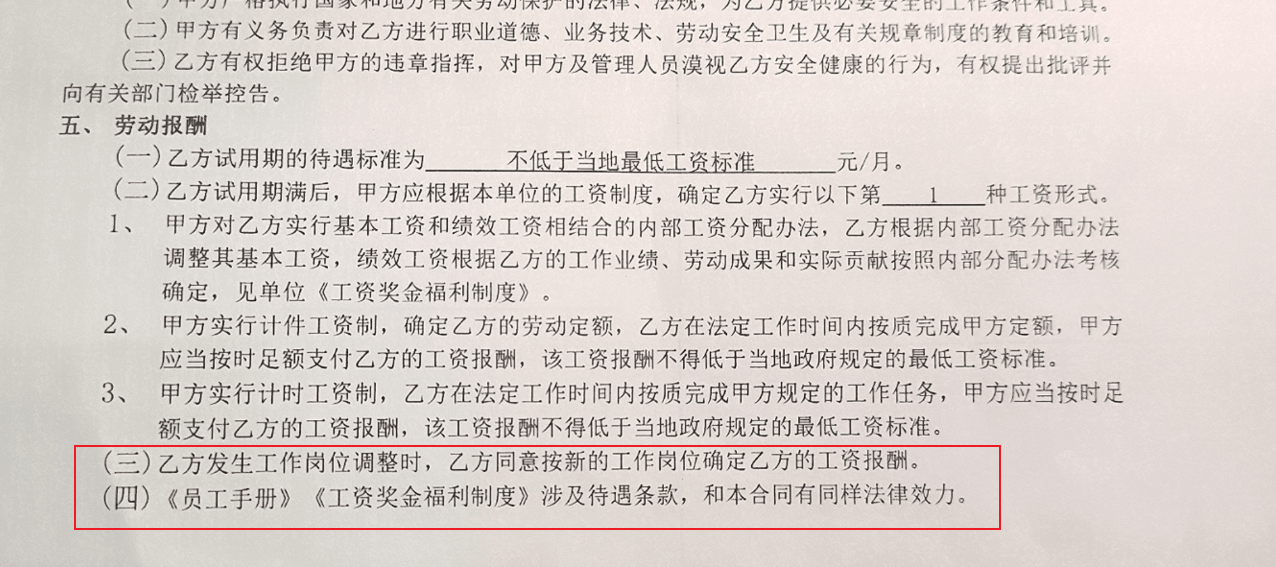 (一)甲方严格执行国家和地方有关劳动保护的法律、法规，为乙方提供必要安全的工作条件和工具。
(二)甲方有义务负责对乙方进行职业道德、业务技术、劳动安全卫生及有关规章制度的教育和培训。
(三)乙方有权拒绝甲方的违章指挥，对甲方及管理人员漠视乙方安全健康的行为，有权提出批评并
向有关部门检举控告。
五、 劳动报酬
(一)乙方试用期的待遇标准为 不低于当地最低工资标准 元/月。
(二)乙方试用期满后，甲方应根据本单位的工资制度，确定乙方实行以下第 1 种工资形式。
1、 甲方对乙方实行基本工资和绩效工资相结合的内部工资分配办法，乙方根据内部工资分配办法
调整其基本工资，绩效工资根据乙方的工作业绩、劳动成果和实际贡献按照内部分配办法考核
确定，见单位《工资奖金福利制度》。
2、 甲方实行计件工资制，确定乙方的劳动定额，乙方在法定工作时间内按质完成甲方定额，甲方
应当按时足额支付乙方的工资报酬，该工资报酬不得低于当地政府规定的最低工资标准。
3、 甲方实行计时工资制，乙方在法定工作时间内按质完成甲方规定的工作任务，甲方应当按时足
额支付乙方的工资报酬，该工资报酬不得低于当地政府规定的最低工资标准。
(三)乙方发生工作岗位调整时，乙方同意按新的工作岗位确定乙方的工资报酬。
(四)《员工手册》《工资奖金福利制度》涉及待遇条款，和本合同有同样法律效力。